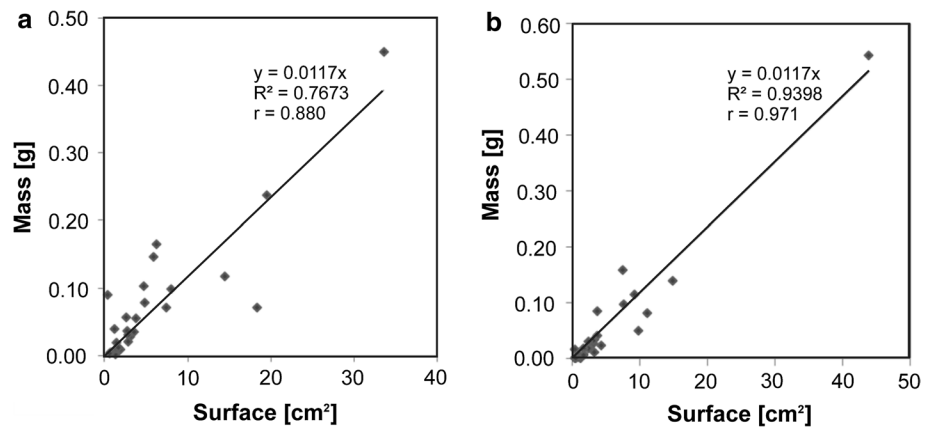 a
0.50
0.40
0.30
0.20
0.10
0.00
Mass [g]
y = 0.0117x
R² = 0.7673
r = 0.880
0 10 20 30 40
Surface [cm²]
b
0.60
0.50
0.40
0.30
0.20
0.10
0.00
Mass [g]
y = 0.0117x
R² = 0.9398
r = 0.971
0 10 20 30 40 50
Surface [cm²]